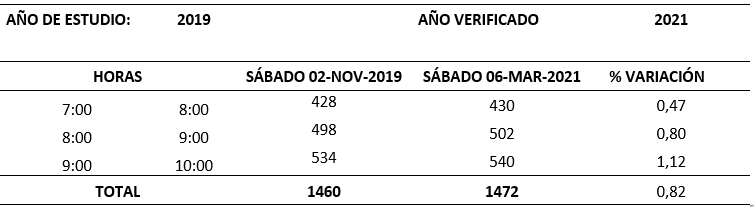 AÑO DE ESTUDIO: 2019 AÑO VERIFICADO 2021
HORAS SÁBADO 02-NOV-2019 SÁBADO 06-MAR-2021 % VARIACIÓN
7:00 8:00 428 430 0,47
8:00 9:00 498 502 0,80
9:00 10:00 534 540 1,12
TOTAL 1460 1472 0,82